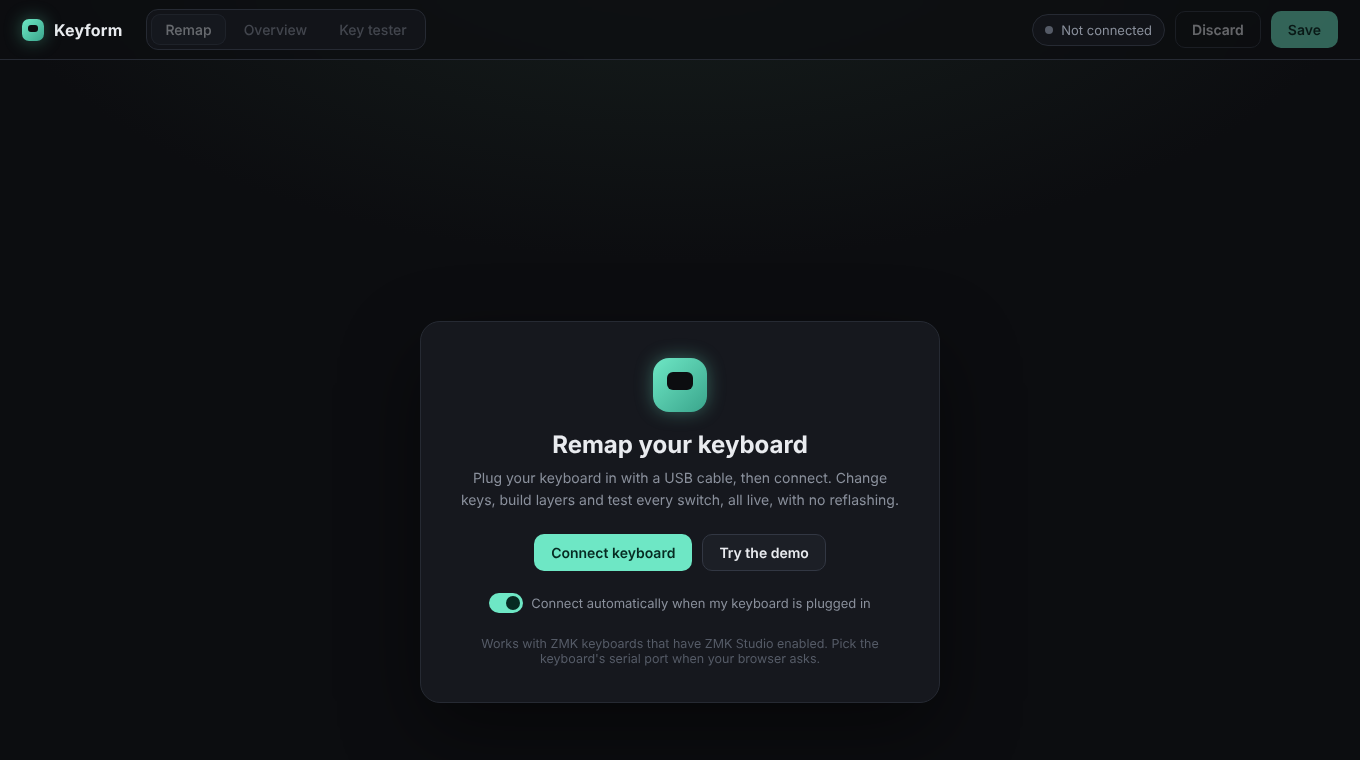 Keyform
Remap
Overview
Key tester
Not connected
Discard
Save
Remap your keyboard
Plug your keyboard in with a USB cable, then connect. Change
keys, build layers and test every switch, all live, with no reflashing.
Connect keyboard
Try the demo
Connect automatically when my keyboard is plugged in
Works with ZMK keyboards that have ZMK Studio enabled. Pick the
keyboard's serial port when your browser asks.